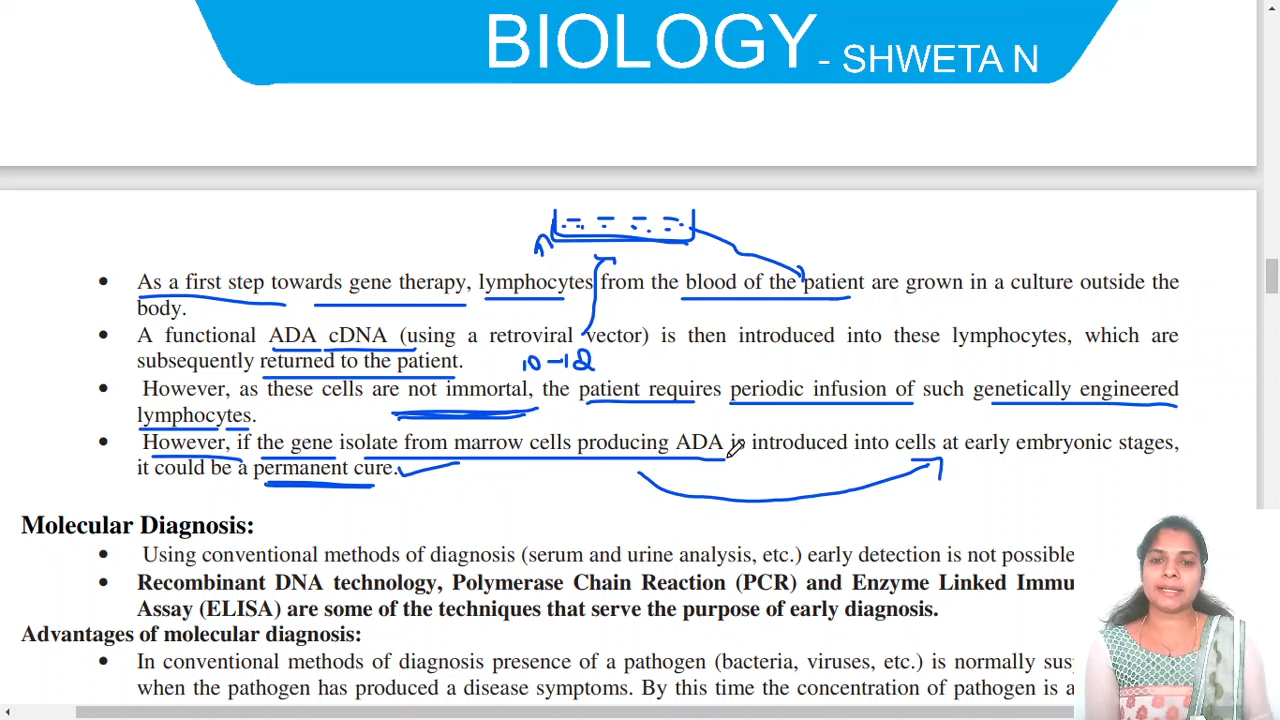 BIOLOGY - SHWETA N
• As a first step towards gene therapy, lymphocytes from the blood of the patient are grown in a culture outside the
body.
• A functional ADA cDNA (using a retroviral vector) is then introduced into these lymphocytes, which are
subsequently returned to the patient.
10-12
• However, as these cells are not immortal, the patient requires periodic infusion of such genetically engineered
lymphocytes.
• However, if the gene isolate from marrow cells producing ADA is introduced into cells at early embryonic stages,
it could be a permanent cure.
Molecular Diagnosis:
• Using conventional methods of diagnosis (serum and urine analysis, etc.) early detection is not possible
• Recombinant DNA technology, Polymerase Chain Reaction (PCR) and Enzyme Linked Immu
Assay (ELISA) are some of the techniques that serve the purpose of early diagnosis.
Advantages of molecular diagnosis:
• In conventional methods of diagnosis presence of a pathogen (bacteria, viruses, etc.) is normally sus
when the pathogen has produced a disease symptoms. By this time the concentration of pathogen is a